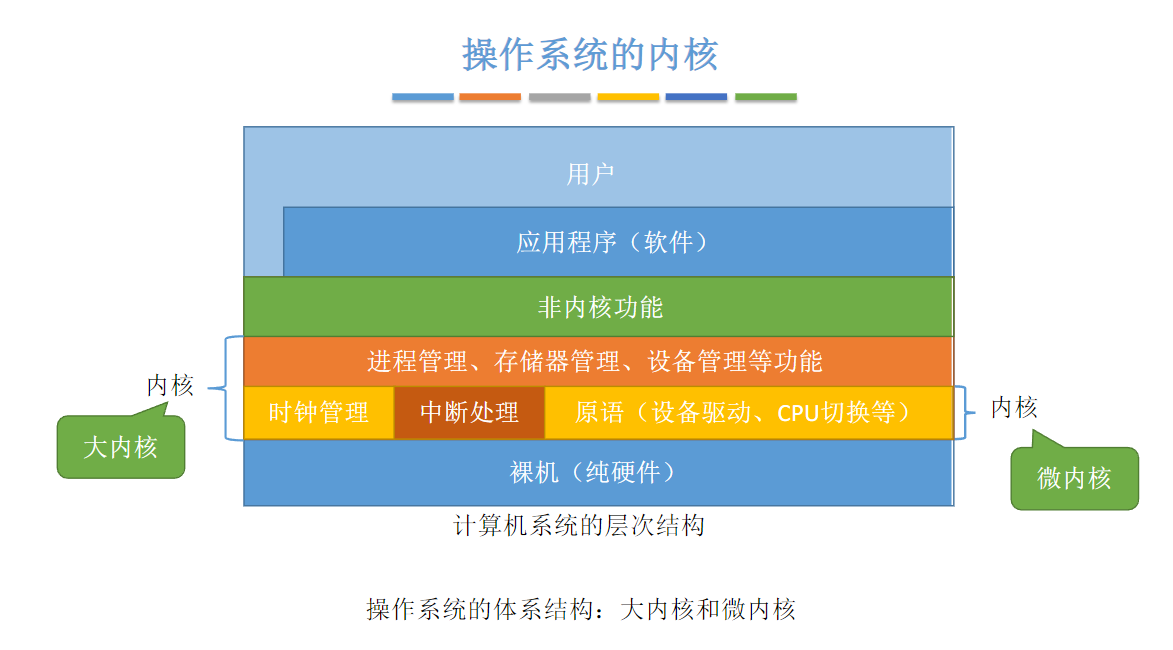 操作系统的内核
用户
应用程序（软件）
非内核功能
进程管理、存储器管理、设备管理等功能
内核
时钟管理
中断处理
原语（设备驱动、CPU切换等）
内核
大内核
裸机（纯硬件）
微内核
计算机系统的层次结构
操作系统的体系结构：大内核和微内核